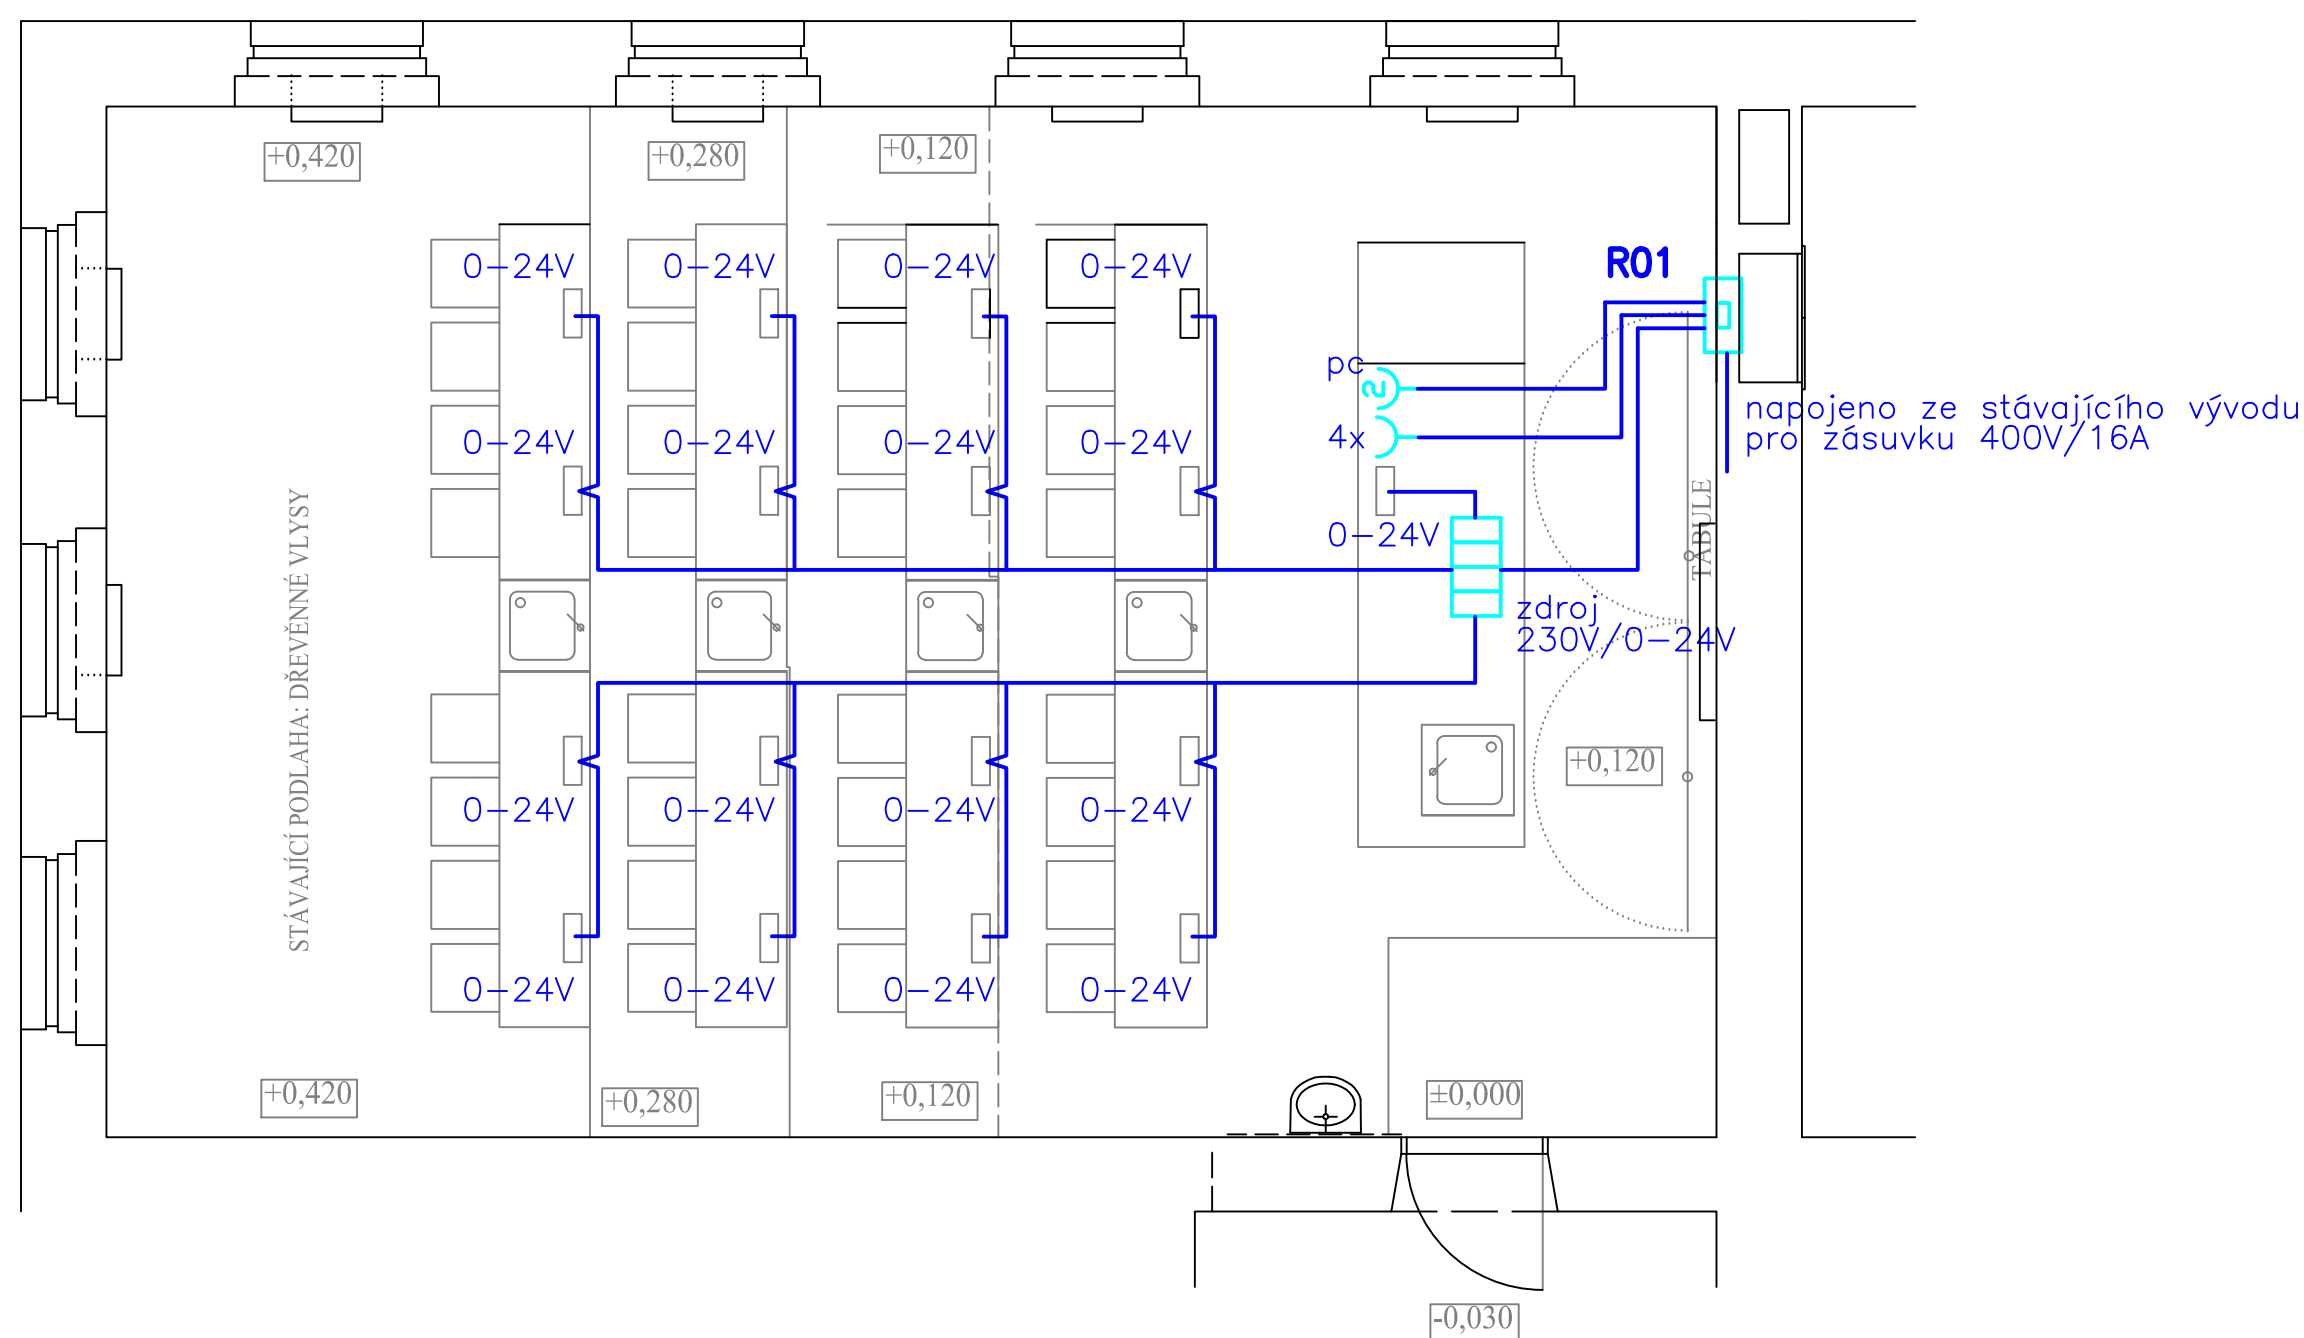 +0,420
+0,280
+0,120
0-24V
0-24V
0-24V
0-24V
R01
pc
2
4x
napojeno ze stávajícího vývodu
pro zásuvku 400V/16A
0-24V
0-24V
0-24V
0-24V
0-24V
TABULE
zdroj
230V/0-24V
STÁVAJÍCÍ PODLAHA: DŘEVĚNNÉ VLYSY
+0,120
0-24V
0-24V
0-24V
0-24V
0-24V
0-24V
0-24V
0-24V
+0,420
+0,280
+0,120
±0,000
-0,030